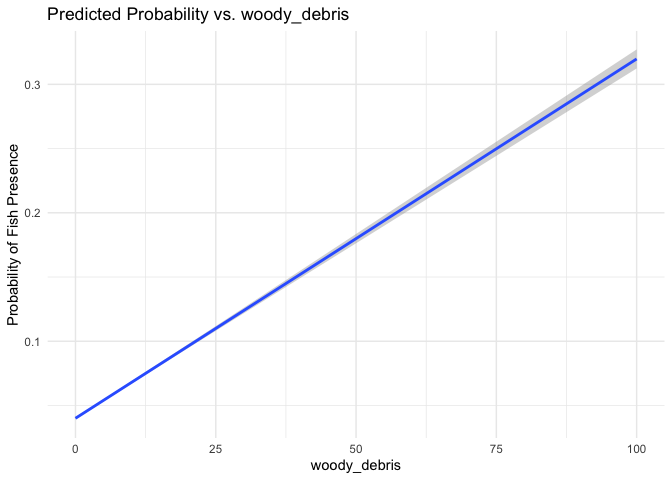 Predicted Probability vs. woody_debris
Probability of Fish Presence
0.3
0.2
0.1
0 25 50 75 100
woody_debris